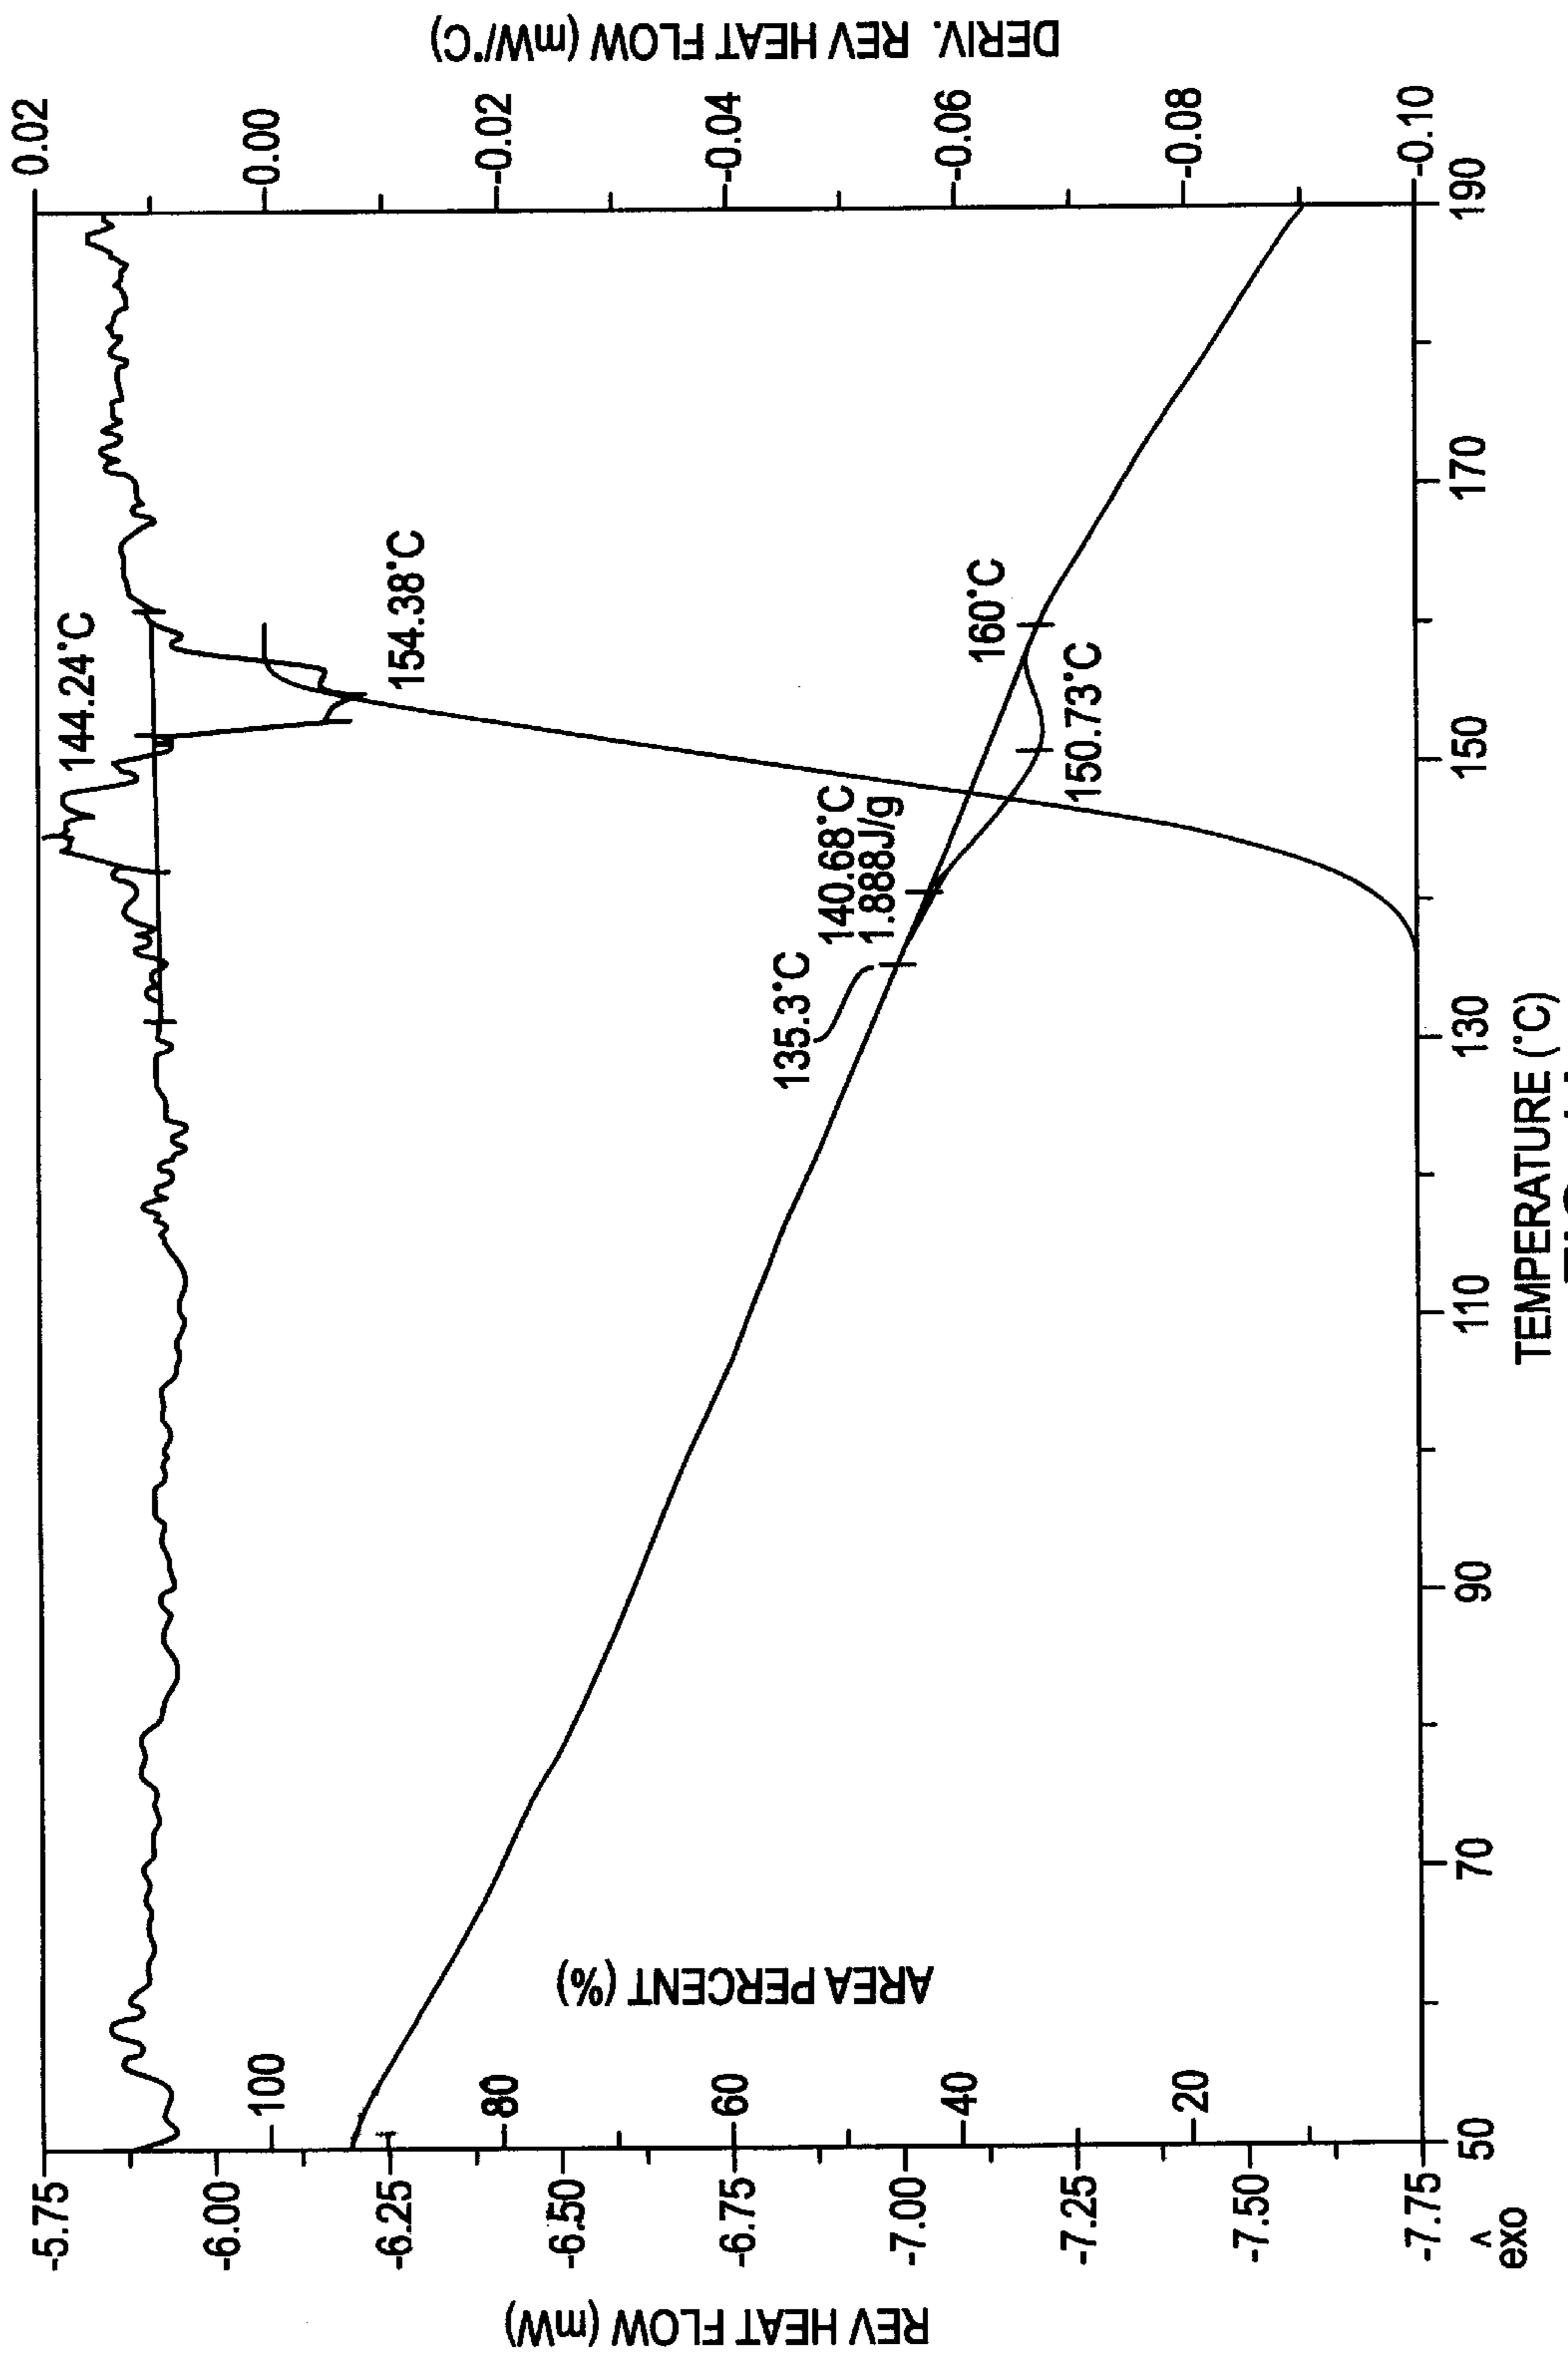 REV HEAT FLOW (mW)
-5.75
-6.00
-6.25
-6.50
-6.75
-7.00
-7.25
-7.50
-7.75
^
exo
100
80
60
40
20
AREA PERCENT (%)
144.24°C
154.38°C
135.3°C
140.68°C
1.888J/g
150.73°C
160°C
50
70
90
110
130
150
170
190
TEMPERATURE (°C)
0.02
0.00
-0.02
-0.04
-0.06
-0.08
-0.10
DERIV. REV HEAT FLOW (mW/°C)